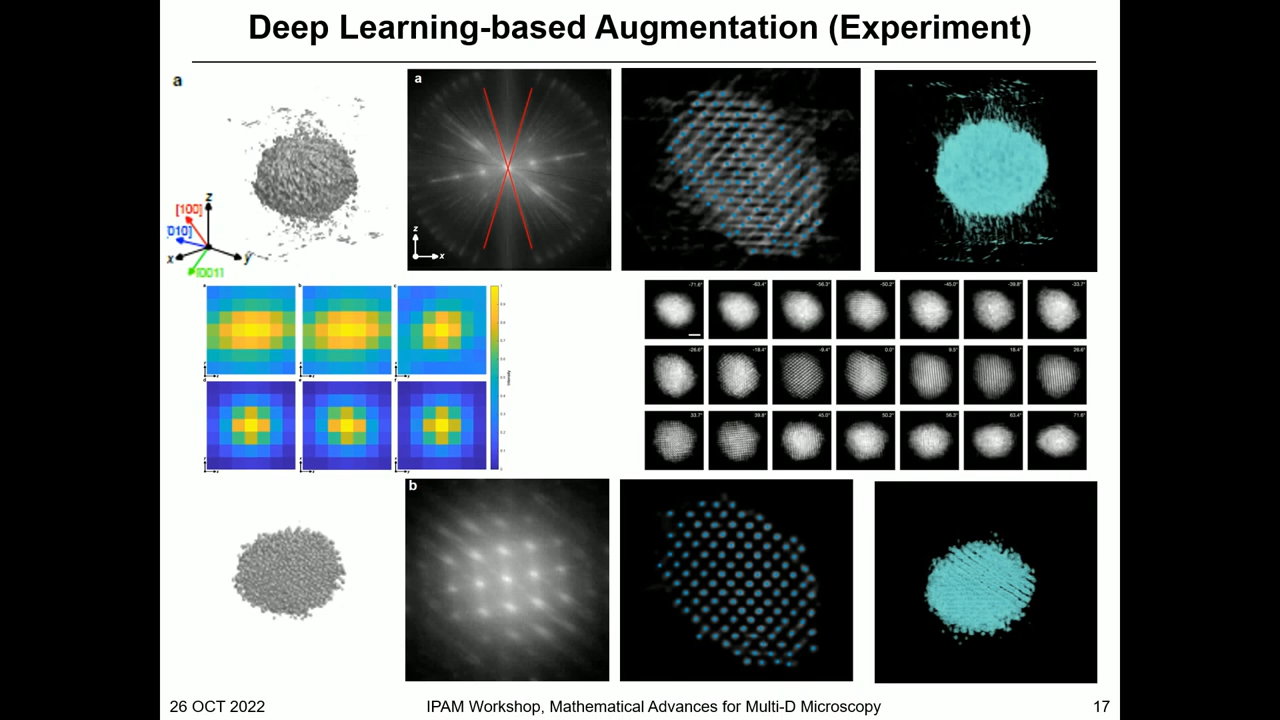 Deep Learning-based Augmentation (Experiment)
a
z
[100]
[010]
x
y
[001]
a
z
x
-71.6°
-63.4°
-56.3°
-50.2°
-45.0°
-39.8°
-33.7°
-26.6°
-18.4°
-9.4°
0.0°
9.5°
18.4°
26.6°
33.7°
39.8°
45.0°
50.2°
56.3°
63.4°
71.6°
b
26 OCT 2022
IPAM Workshop, Mathematical Advances for Multi-D Microscopy
17